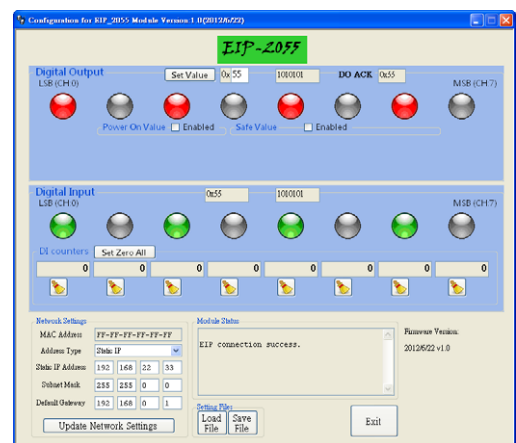 Configuration for EIP_2055 Module Version 1.0(2012/6/22)
EIP-2055
Digital Output Set Value 0x 55 1010101 DO ACK 0x55
LSB (CH:0) MSB (CH:7)
Power On Value Enabled Safe Value Enabled
Digital Input 0x55 1010101
LSB (CH:0) MSB (CH:7)
DI counters Set Zero All
0 0 0 0 0 0 0 0
Network Settings
MAC Address FF-FF-FF-FF-FF-FF
Address Type Static IP
Static IP Address 192 168 22 33
Subnet Mask 255 255 0 0
Default Gateway 192 168 0 1
Update Network Settings
Module Status
EIP connection success.
Setting Files
Load File
Save File
Firmware Version:
2012/6/22 v1.0
Exit